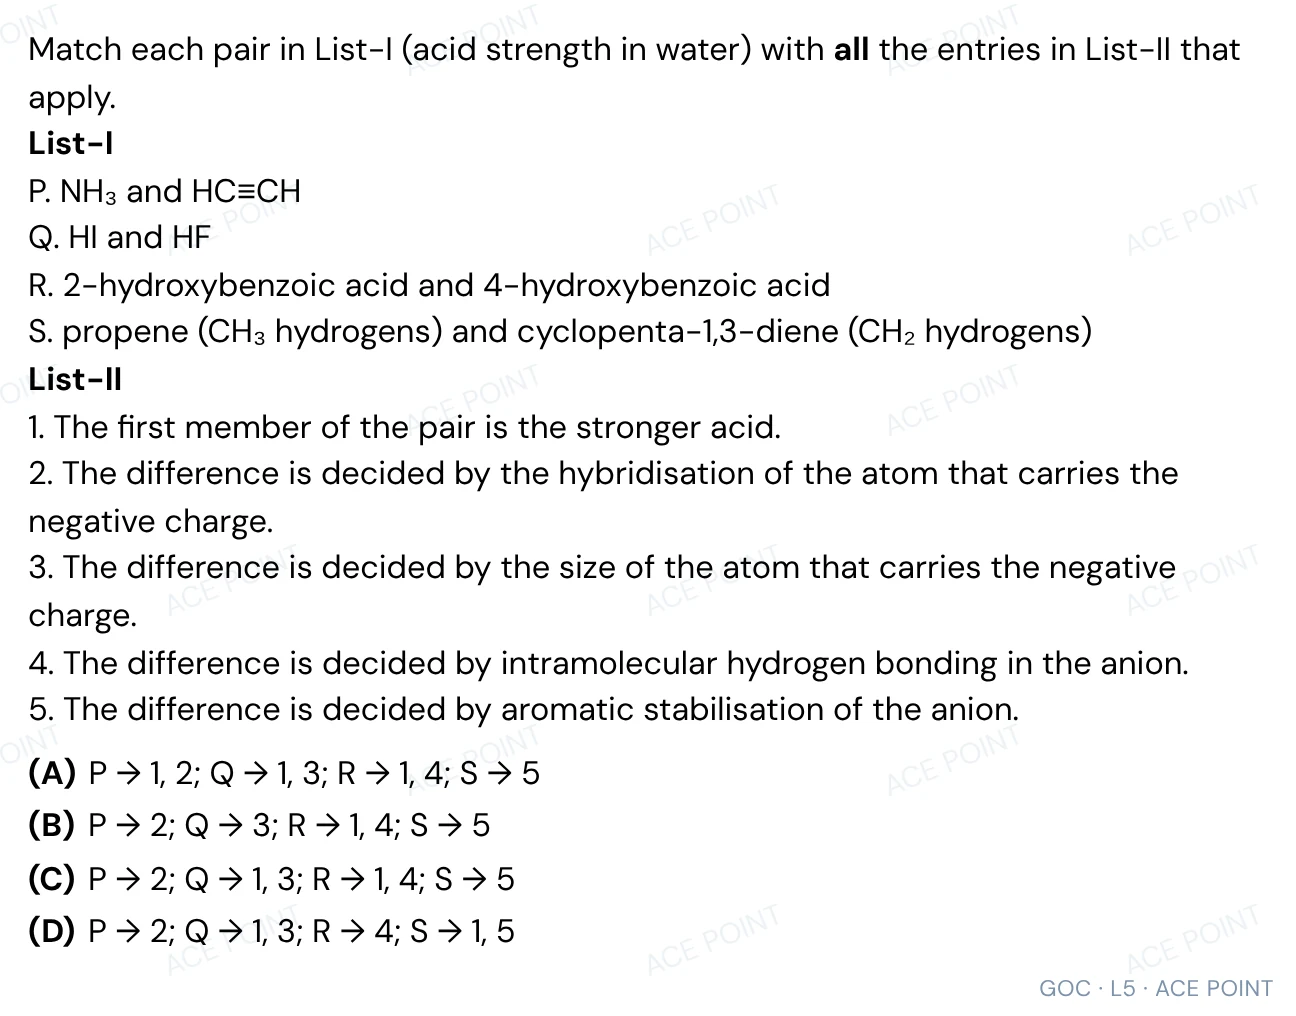 Match each pair in List-I (acid strength in water) with all the entries in List-II that
apply.
List-I
P. NH₃ and HC≡CH
Q. HI and HF
R. 2-hydroxybenzoic acid and 4-hydroxybenzoic acid
S. propene (CH₃ hydrogens) and cyclopenta-1,3-diene (CH₂ hydrogens)
List-II
1. The first member of the pair is the stronger acid.
2. The difference is decided by the hybridisation of the atom that carries the
negative charge.
3. The difference is decided by the size of the atom that carries the negative
charge.
4. The difference is decided by intramolecular hydrogen bonding in the anion.
5. The difference is decided by aromatic stabilisation of the anion.
(A) P → 1, 2; Q → 1, 3; R → 1, 4; S → 5
(B) P → 2; Q → 3; R → 1, 4; S → 5
(C) P → 2; Q → 1, 3; R → 1, 4; S → 5
(D) P → 2; Q → 1, 3; R → 4; S → 1, 5
GOC · L5 · ACE POINT